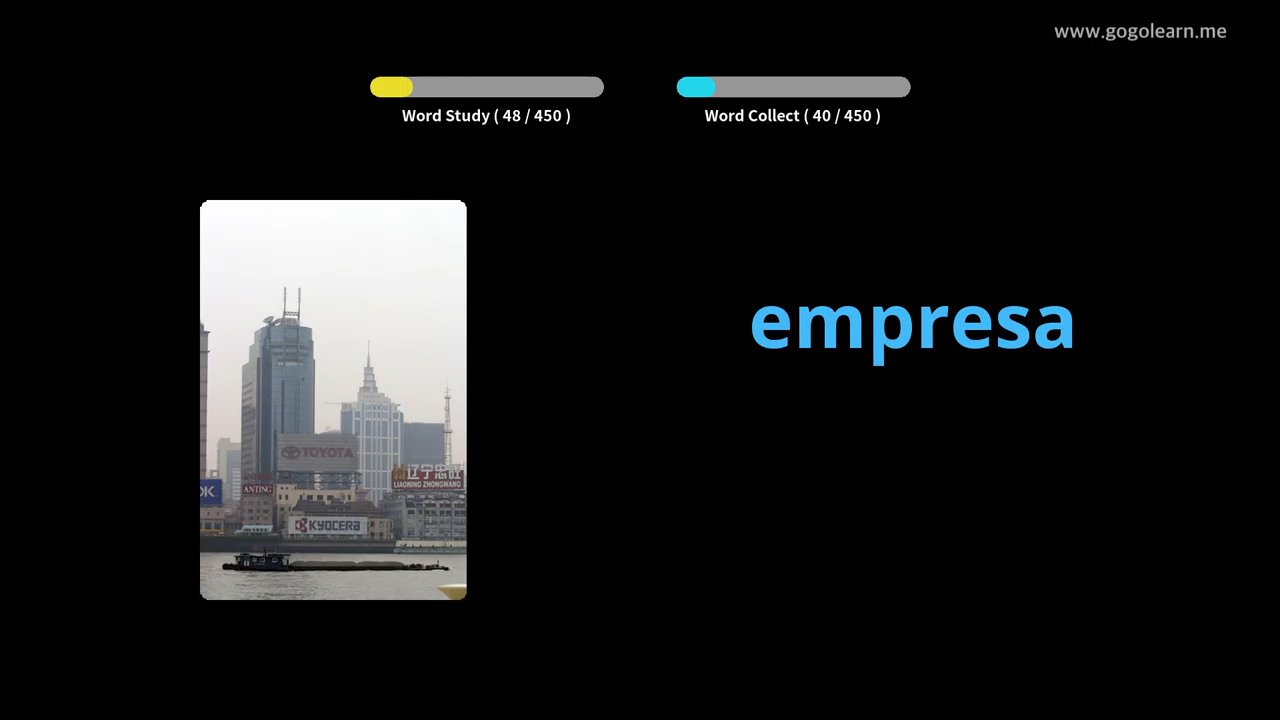 www.gogolearn.me
Word Study ( 48 / 450 )
Word Collect ( 40 / 450 )
empresa
TOYOTA
辽宁忠旺
LIAONING ZHONGWANG
OK
ANTING
KYOCERA